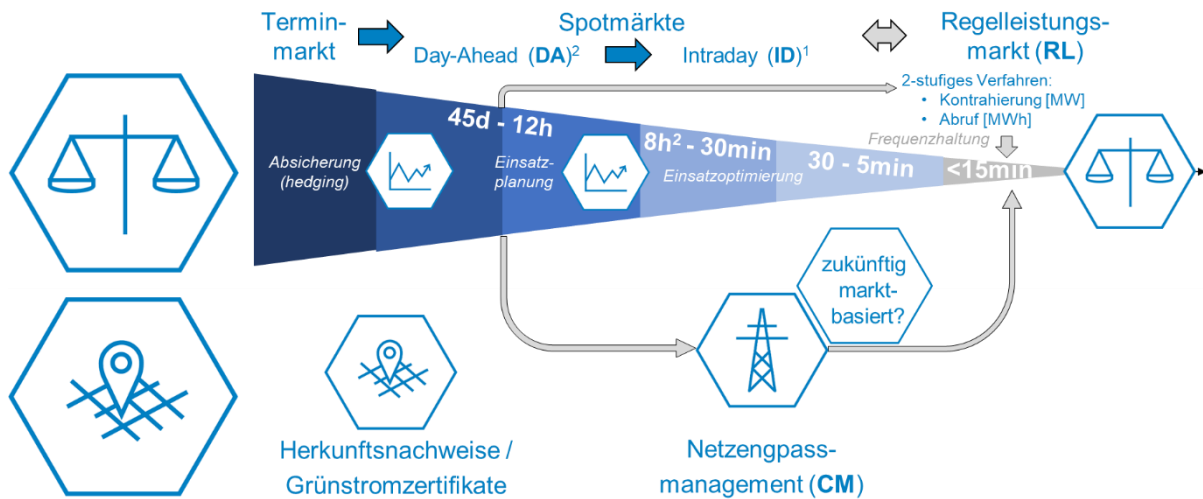 Termin-
markt
Spotmärkte
Day-Ahead (DA)²
Intraday (ID)¹
Regelleistungs-
markt (RL)
2-stufiges Verfahren:
• Kontrahierung [MW]
• Abruf [MWh]
Frequenzhaltung
45d - 12h
8h² - 30min
30 - 5min
<15min
Absicherung
(hedging)
Einsatz-
planung
Einsatzoptimierung
zukünftig
markt-
basiert?
Herkunftsnachweise /
Grünstromzertifikate
Netzengpass-
management (CM)